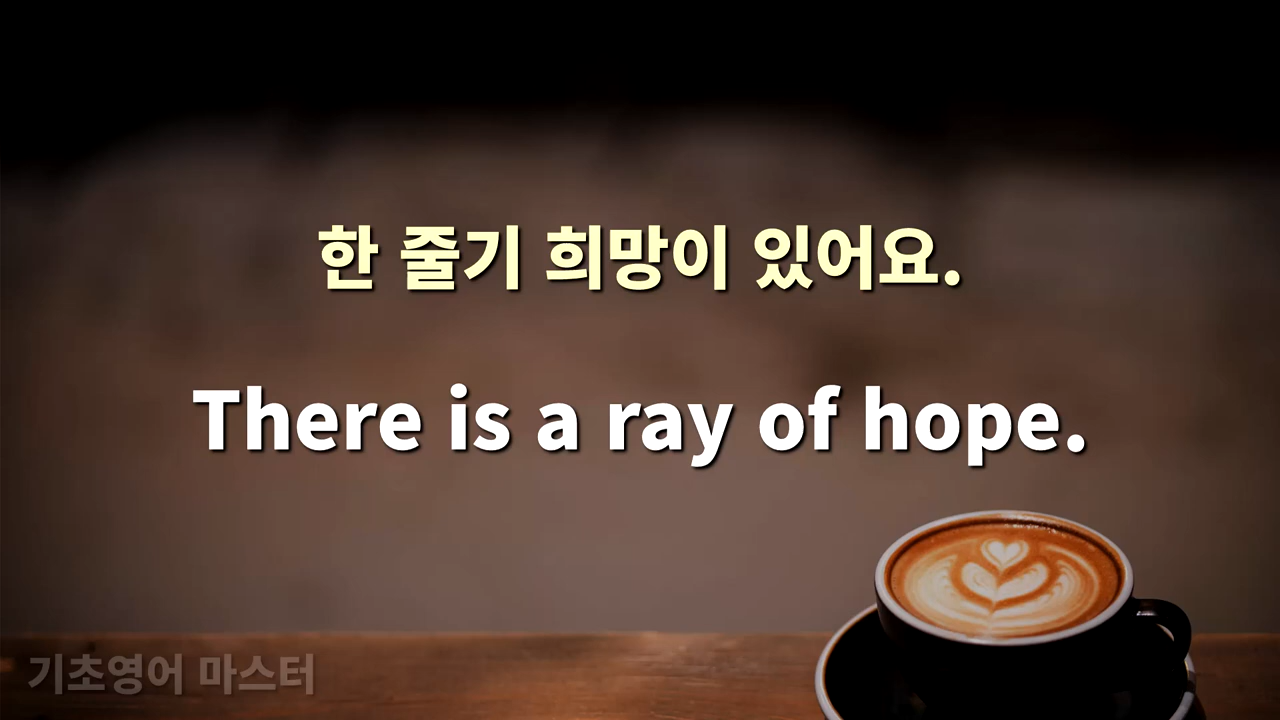 한 줄기 희망이 있어요.
There is a ray of hope.
기초영어 마스터